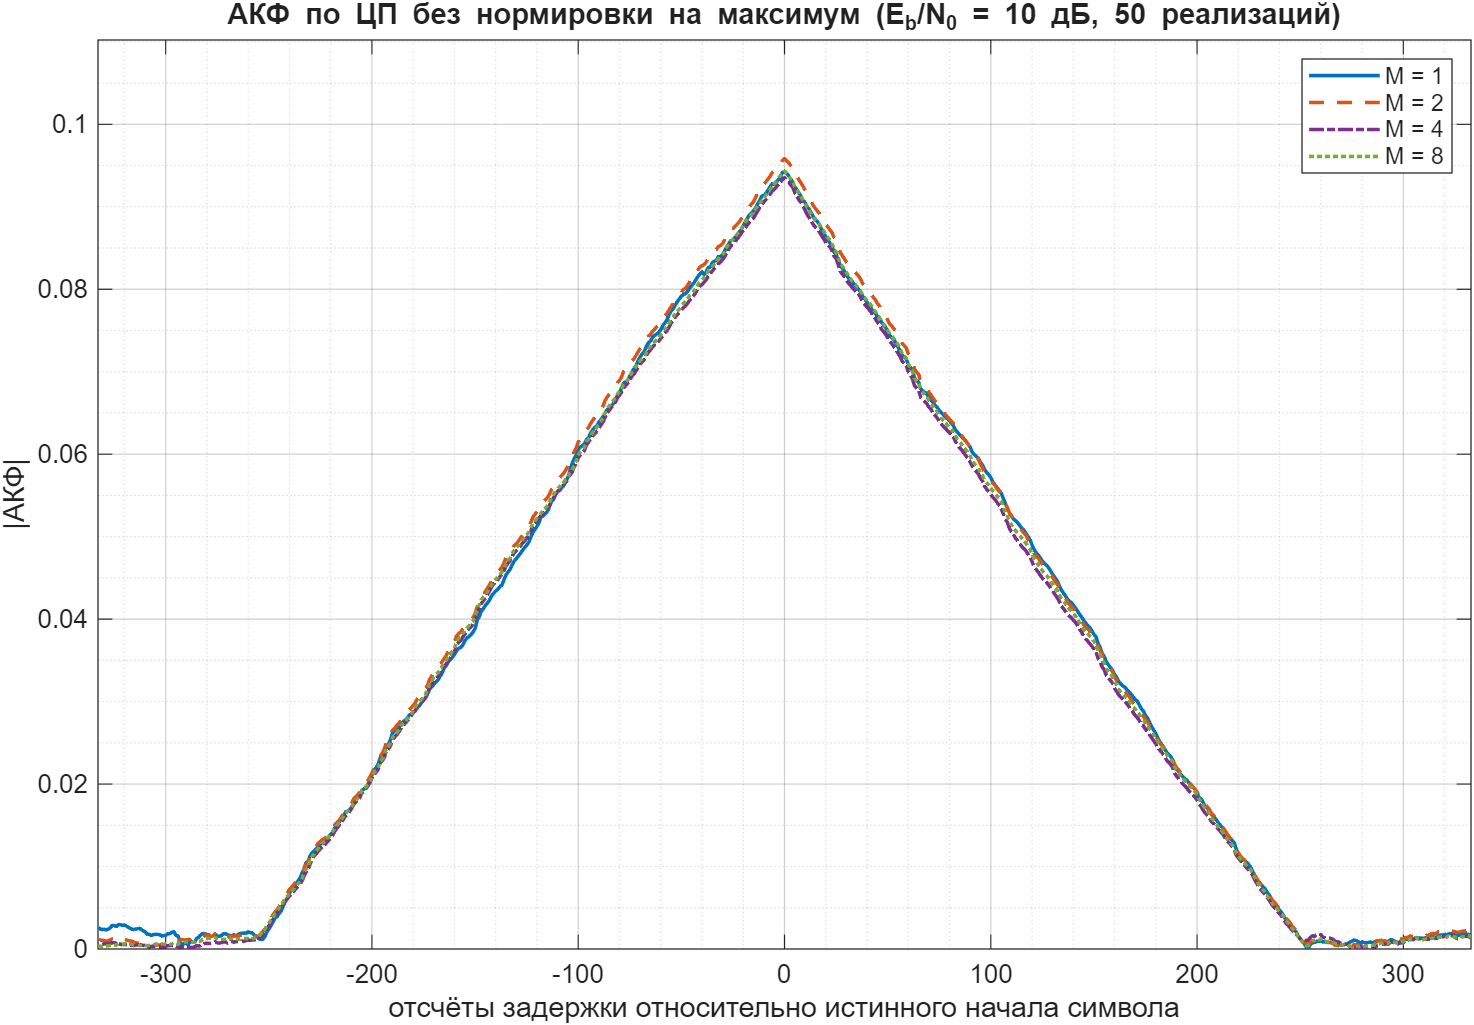 АКФ по ЦП без нормировки на максимум (Eb/N0 = 10 дБ, 50 реализаций)
M = 1
M = 2
M = 4
M = 8
|АКФ|
0.1
0.08
0.06
0.04
0.02
0
-300 -200 -100 0 100 200 300
отсчёты задержки относительно истинного начала символа